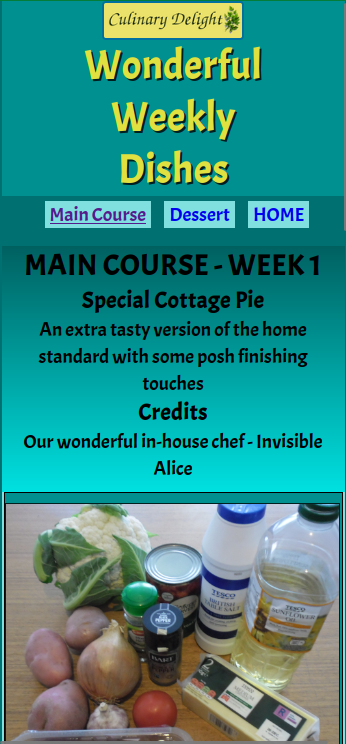 Culinary Delight
Wonderful
Weekly
Dishes
Main Course Dessert HOME
MAIN COURSE - WEEK 1
Special Cottage Pie
An extra tasty version of the home
standard with some posh finishing
touches
Credits
Our wonderful in-house chef - Invisible
Alice
TESCO
BRITISH
TABLE SALT
TESCO
SUNFLOWER
OIL
PEPPER